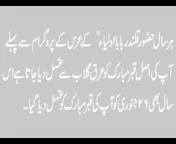 ہر سال حضور قلندر بابا اولیاءؒ کے عرس کے پروگرام سے پہلے
آپ کی اصل قبر مبارک کو عرق گلاب سے غسل دیا جاتا ہے اس
سال بھی ۲۶ جنوری کو آپ کی قبر مبارک کو غسل دیا گیا۔